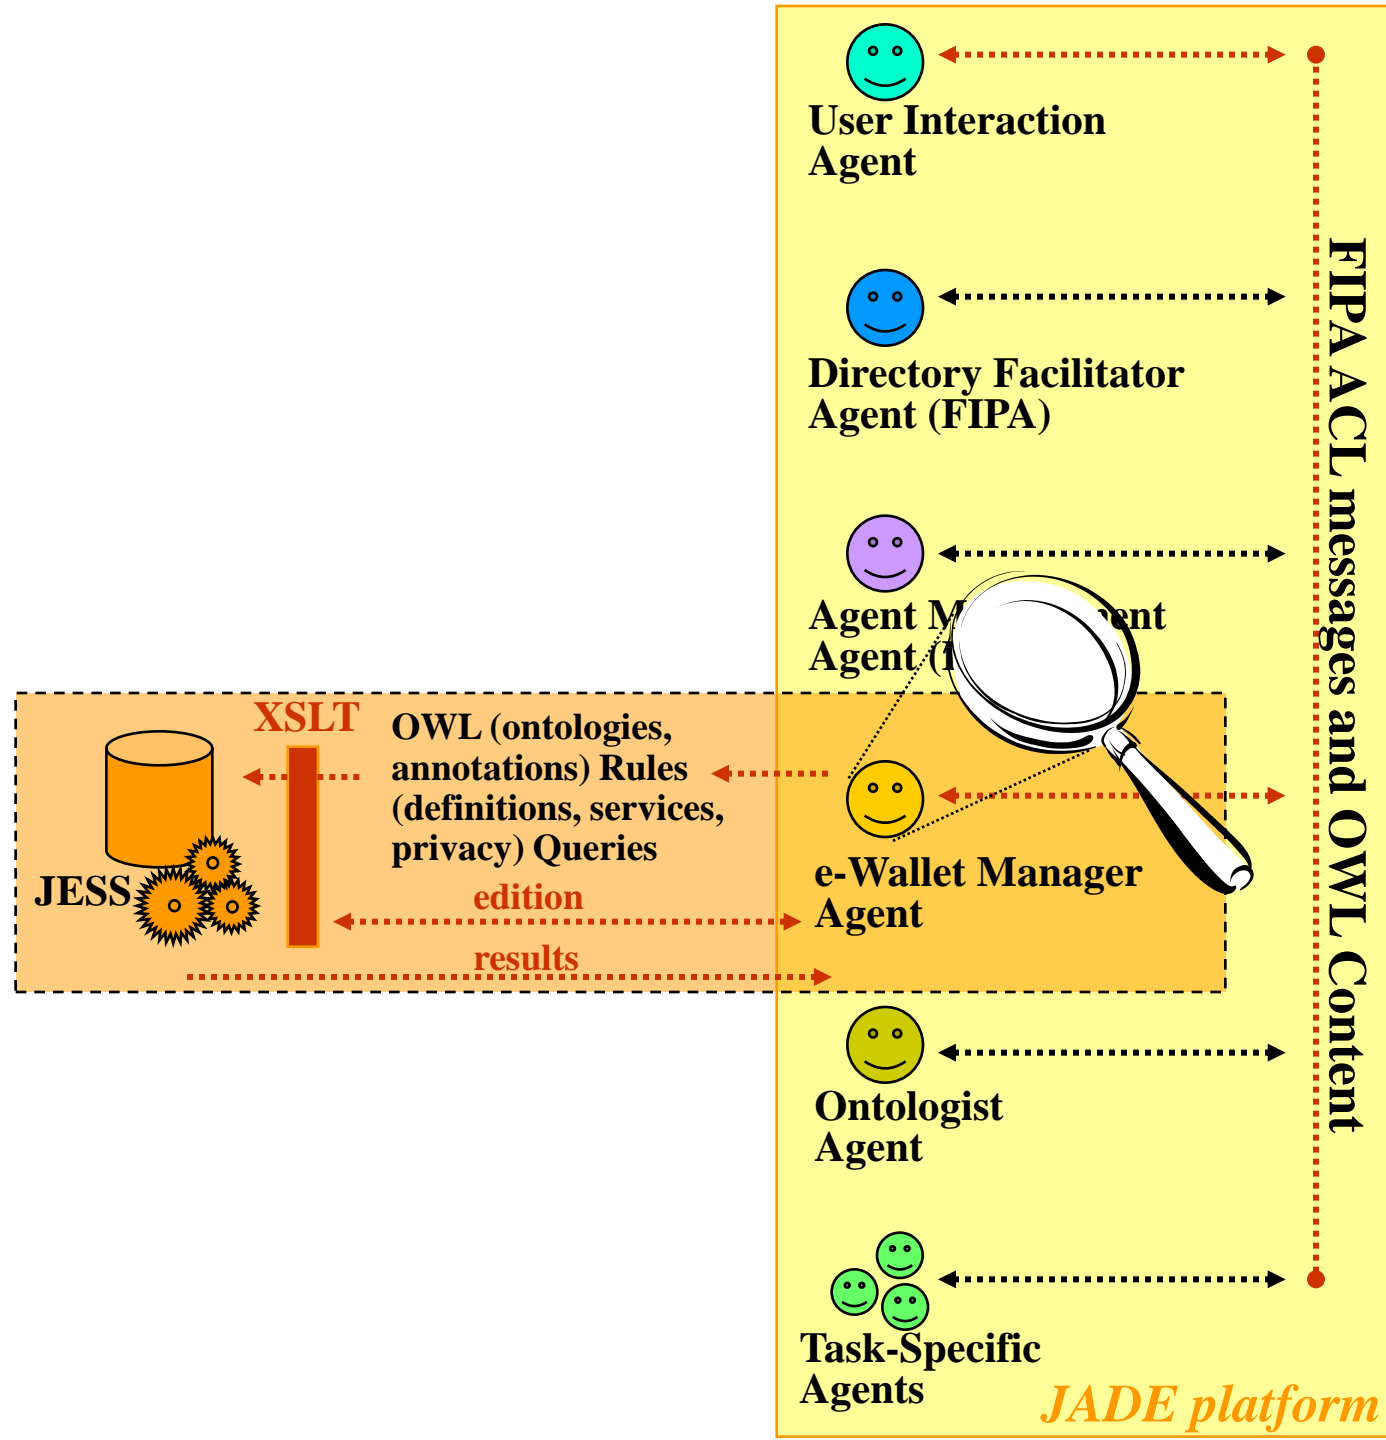 User Interaction
Agent
Directory Facilitator
Agent (FIPA)
Agent
Agent
XSLT
OWL (ontologies,
annotations) Rules
(definitions, services,
privacy) Queries
JESS
edition
results
e-Wallet Manager
Agent
Ontologist
Agent
Task-Specific
Agents
FIPA ACL messages and OWL Content
JADE platform